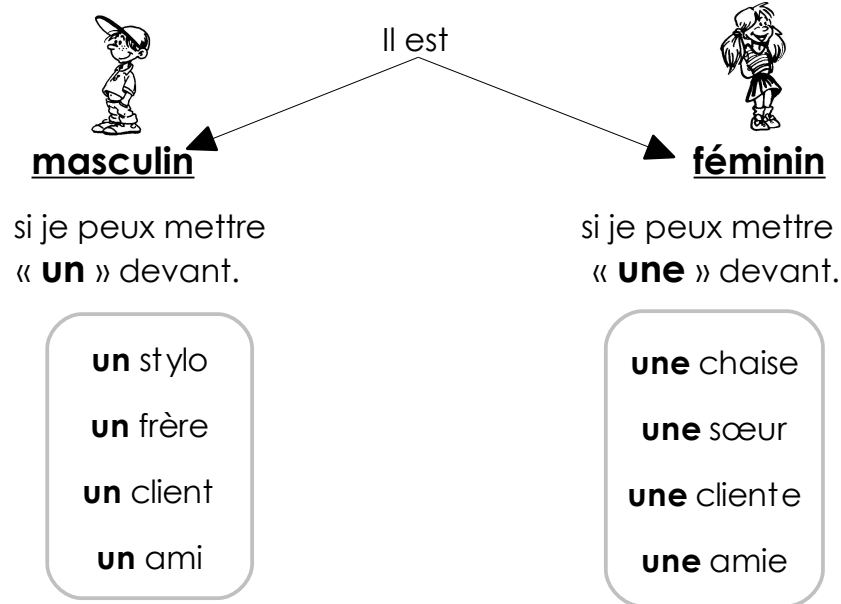 Il est
masculin
si je peux mettre
« un » devant.
un stylo
un frère
un client
un ami
féminin
si je peux mettre
« une » devant.
une chaise
une sœur
une cliente
une amie